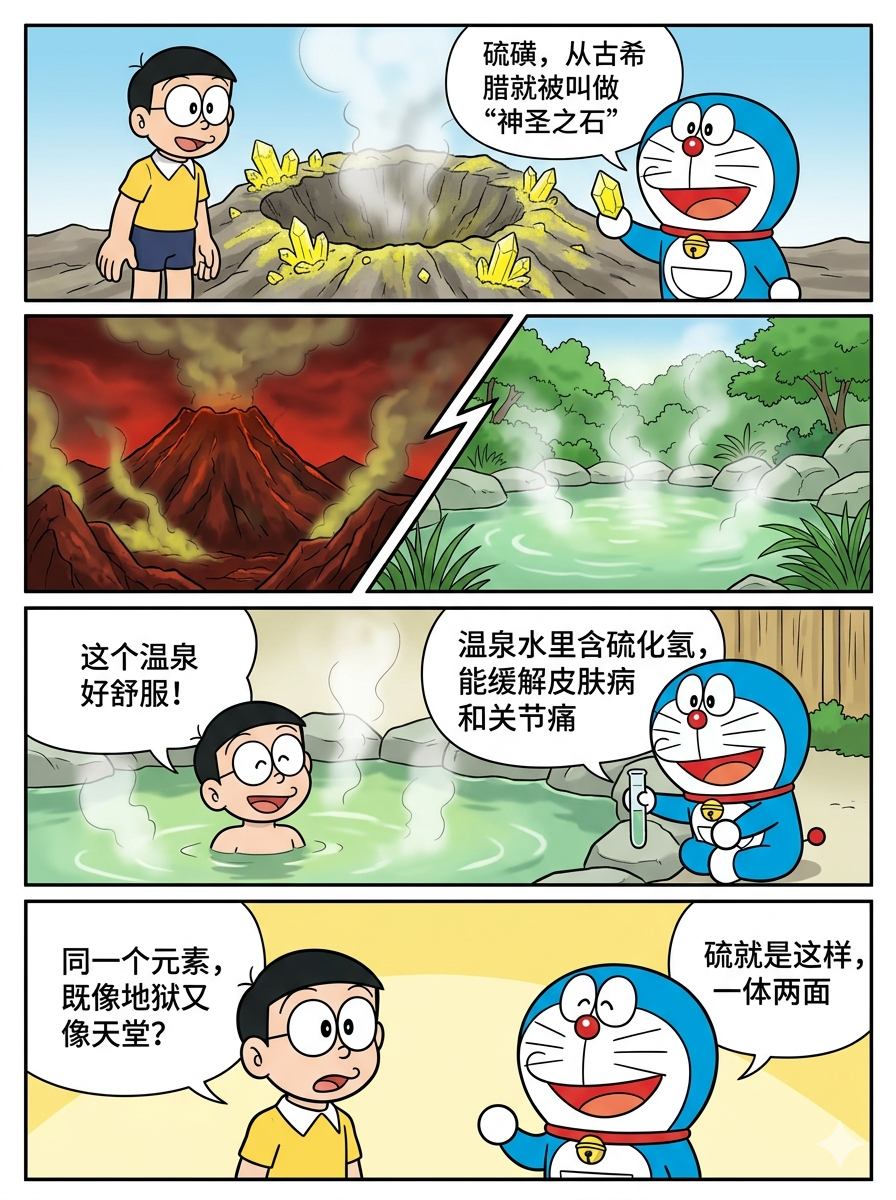 硫磺，从古希
腊就被叫做
“神圣之石”
这个温泉
好舒服！
温泉水里含硫化氢，
能缓解皮肤病
和关节痛
同一个元素，
既像地狱又
像天堂？
硫就是这样，
一体两面